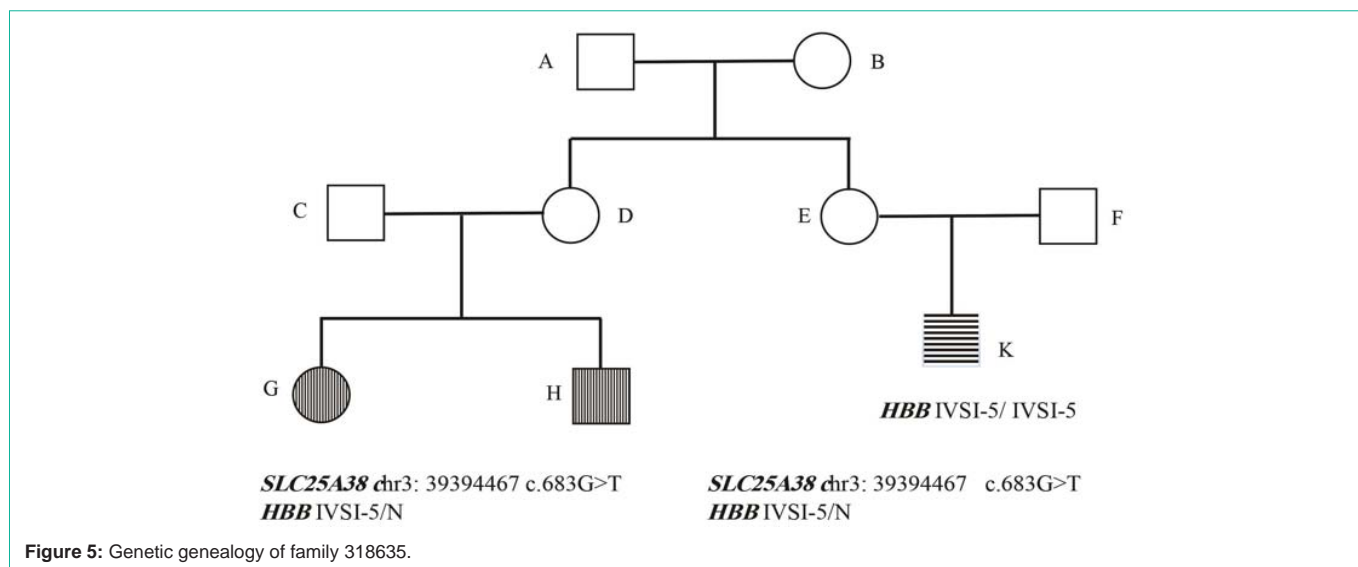 A
B
C
D
E
F
G
H
K
HBB IVSI-5/ IVSI-5
SLC25A38 chr3: 39394467 c.683G>T
HBB IVSI-5/N
SLC25A38 chr3: 39394467 c.683G>T
HBB IVSI-5/N
Figure 5: Genetic genealogy of family 318635.